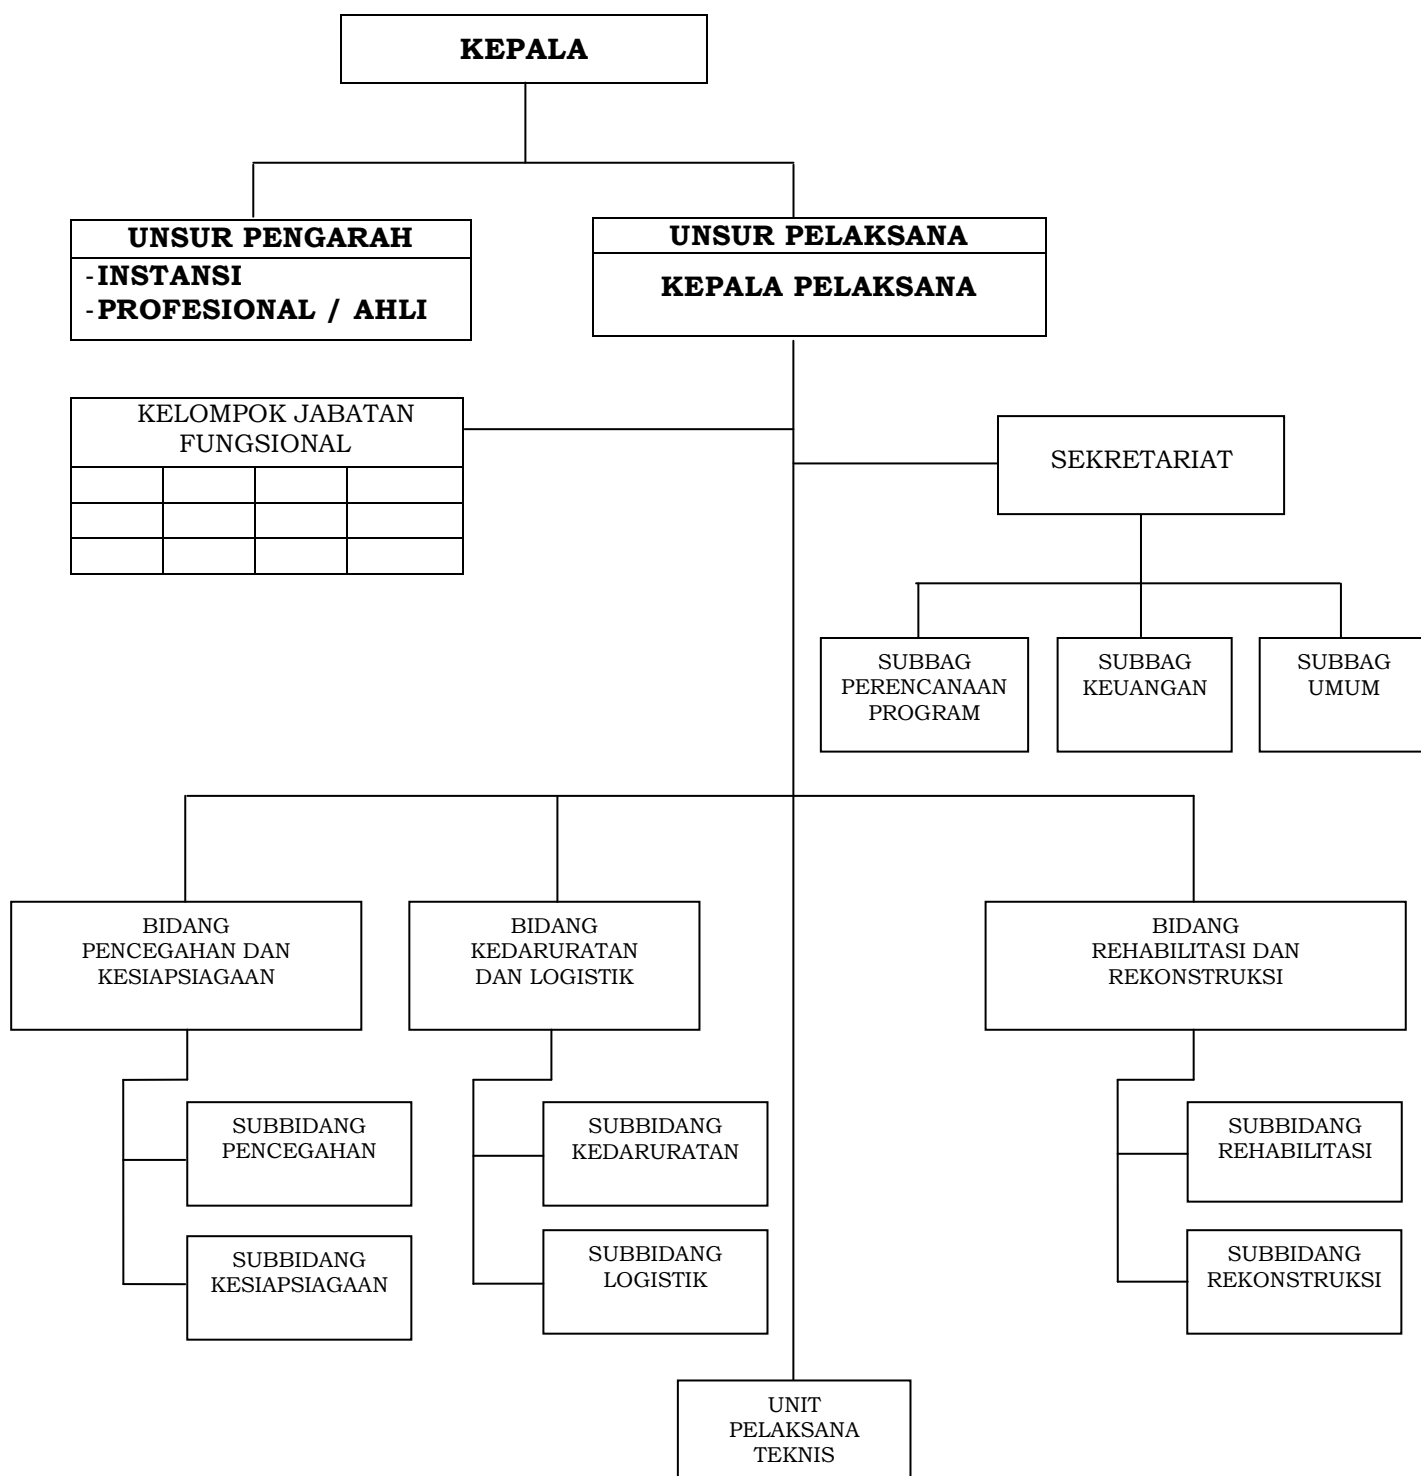 KEPALA
UNSUR PENGARAH
-INSTANSI
-PROFESIONAL / AHLI
UNSUR PELAKSANA
KEPALA PELAKSANA
KELOMPOK JABATAN
FUNGSIONAL
SEKRETARIAT
SUBBAG
PERENCANAAN
PROGRAM
SUBBAG
KEUANGAN
SUBBAG
UMUM
BIDANG
PENCEGAHAN DAN
KESIAPSIAGAAN
BIDANG
KEDARURATAN
DAN LOGISTIK
BIDANG
REHABILITASI DAN
REKONSTRUKSI
SUBBIDANG
PENCEGAHAN
SUBBIDANG
KESIAPSIAGAAN
SUBBIDANG
KEDARURATAN
SUBBIDANG
LOGISTIK
SUBBIDANG
REHABILITASI
SUBBIDANG
REKONSTRUKSI
UNIT
PELAKSANA
TEKNIS